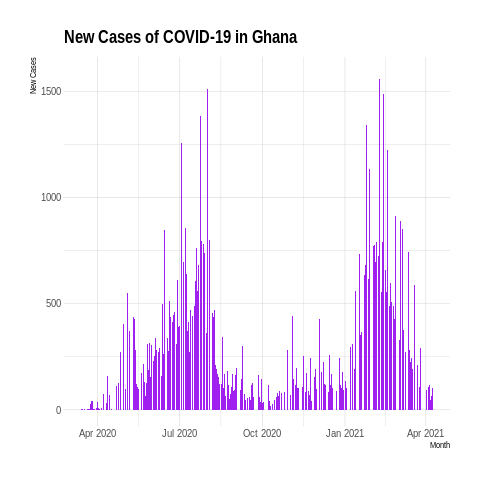 New Cases of COVID-19 in Ghana
New Cases
1500
1000
500
0
Apr 2020 Jul 2020 Oct 2020 Jan 2021 Apr 2021
Month